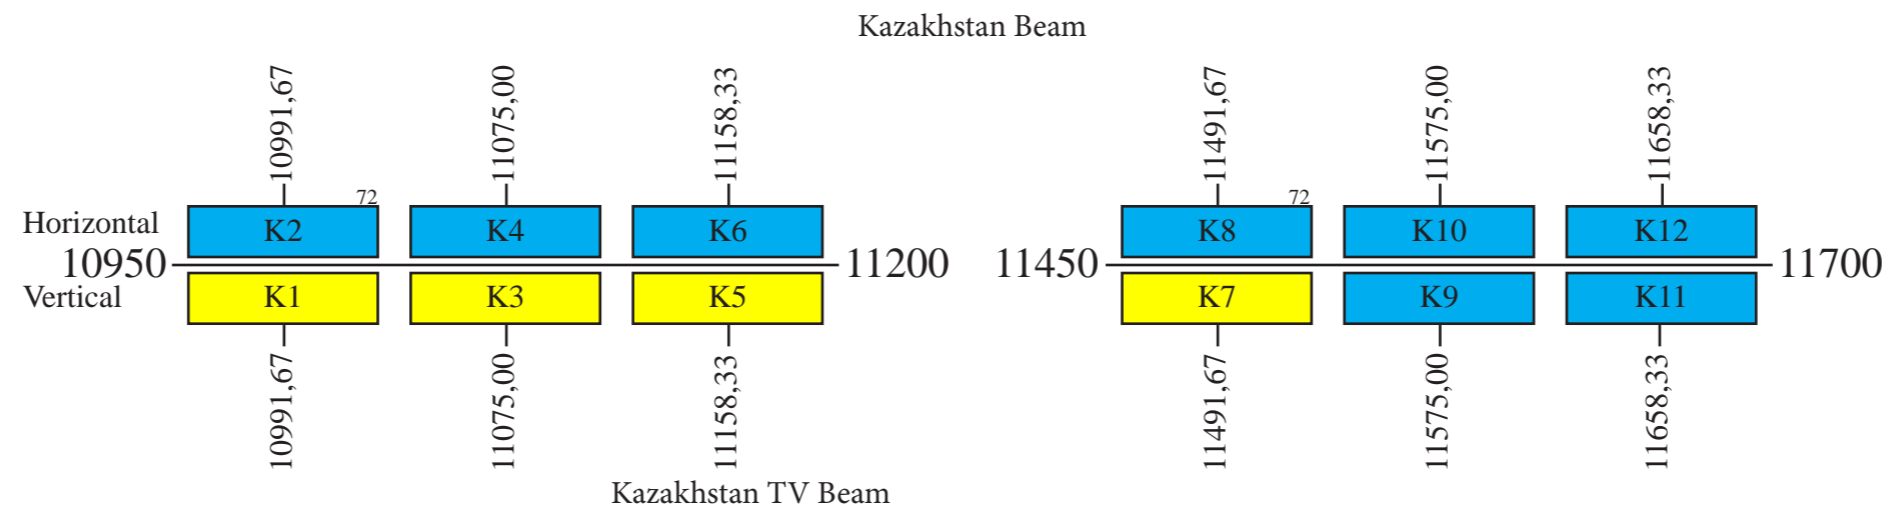 Kazakhstan Beam
10991,67 11075,00 11158,33 11491,67 11575,00 11658,33
72 72
Horizontal K2 K4 K6 K8 K10 K12
10950 11200 11450 11700
Vertical K1 K3 K5 K7 K9 K11
10991,67 11075,00 11158,33 11491,67 11575,00 11658,33
Kazakhstan TV Beam